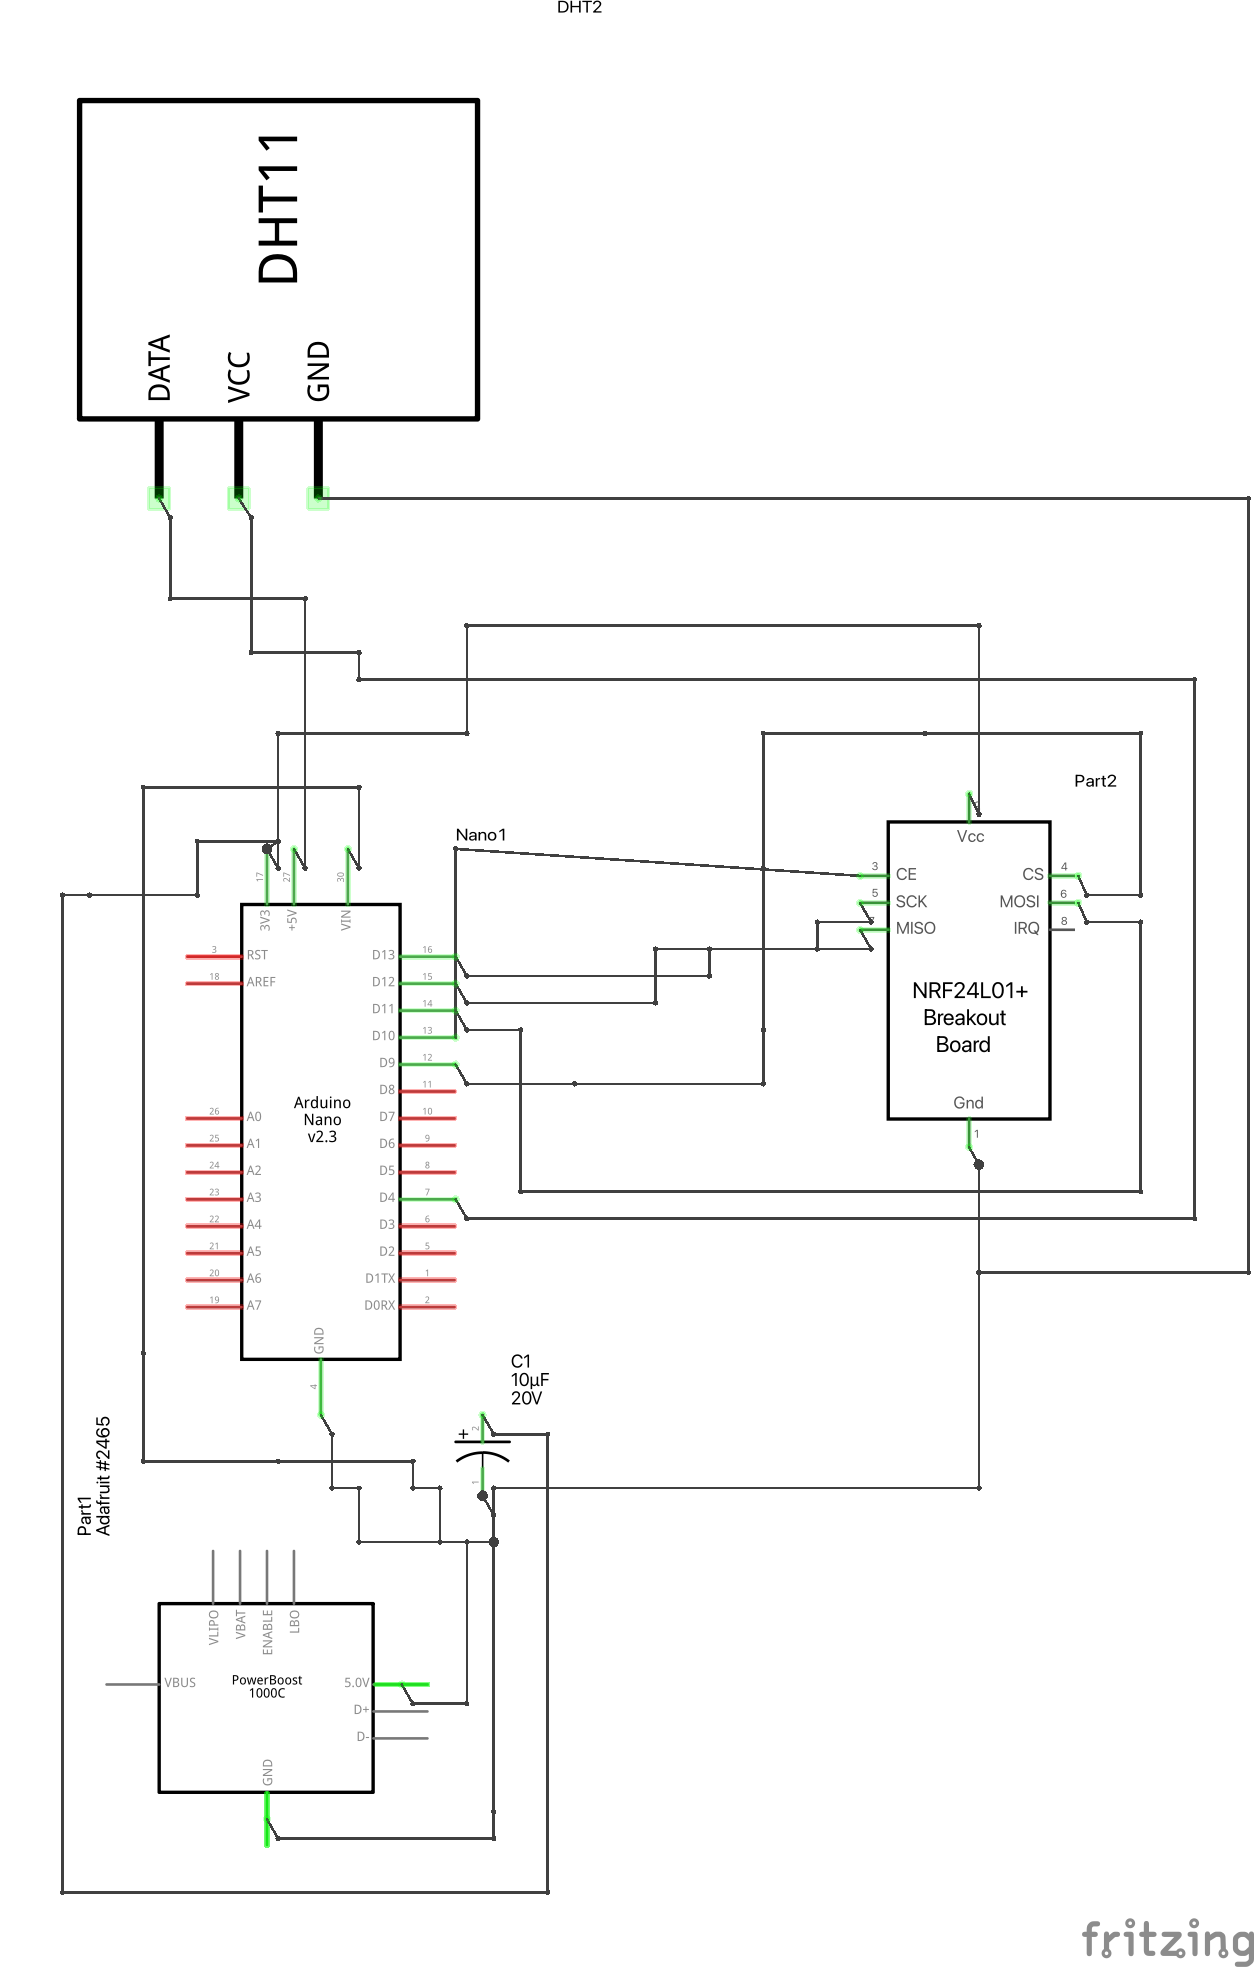 DHT2
DHT11
DATA
VCC
GND
Part2
Nano1
Vcc
17
27
30
3V3
+5V
VIN
3
CE
CS
4
5
SCK
MOSI
6
MISO
IRQ
8
NRF24L01+
Breakout
Board
Gnd
1
3
RST
18
AREF
26
A0
25
A1
24
A2
23
A3
22
A4
21
A5
20
A6
19
A7
Arduino
Nano
v2.3
D13
16
D12
15
D11
14
D10
13
D9
12
D8
11
D7
10
D6
9
D5
8
D4
7
D3
6
D2
5
D1TX
1
D0RX
2
GND
4
C1
10µF
20V
+
2
1
Part1
Adafruit #2465
VLIPO
VBAT
ENABLE
LBO
VBUS
PowerBoost
1000C
5.0V
D+
D-
GND
fritzing